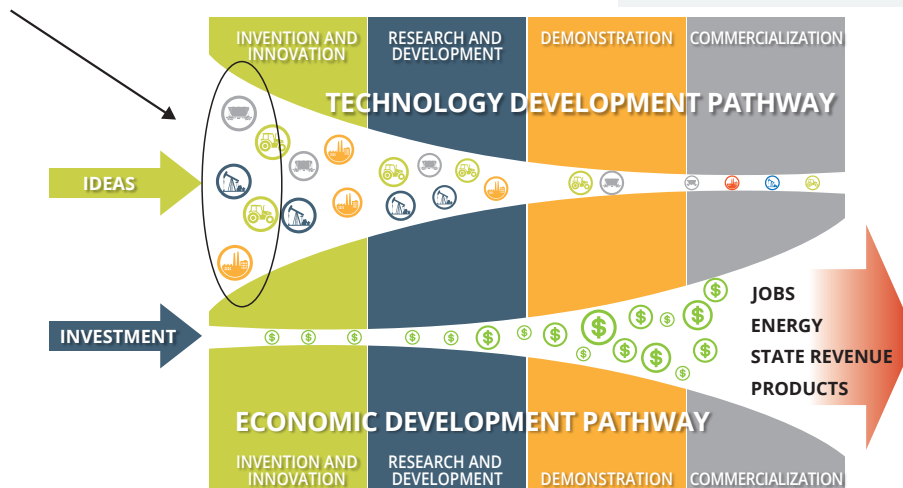 INVENTION AND
INNOVATION
RESEARCH AND
DEVELOPMENT
DEMONSTRATION
COMMERCIALIZATION
TECHNOLOGY DEVELOPMENT PATHWAY
IDEAS
INVESTMENT
$ $ $ $ $ $ $ $ $ $ $ $ $ $ $ $ $ $ $
JOBS
ENERGY
STATE REVENUE
PRODUCTS
ECONOMIC DEVELOPMENT PATHWAY
INVENTION AND
INNOVATION
RESEARCH AND
DEVELOPMENT
DEMONSTRATION
COMMERCIALIZATION